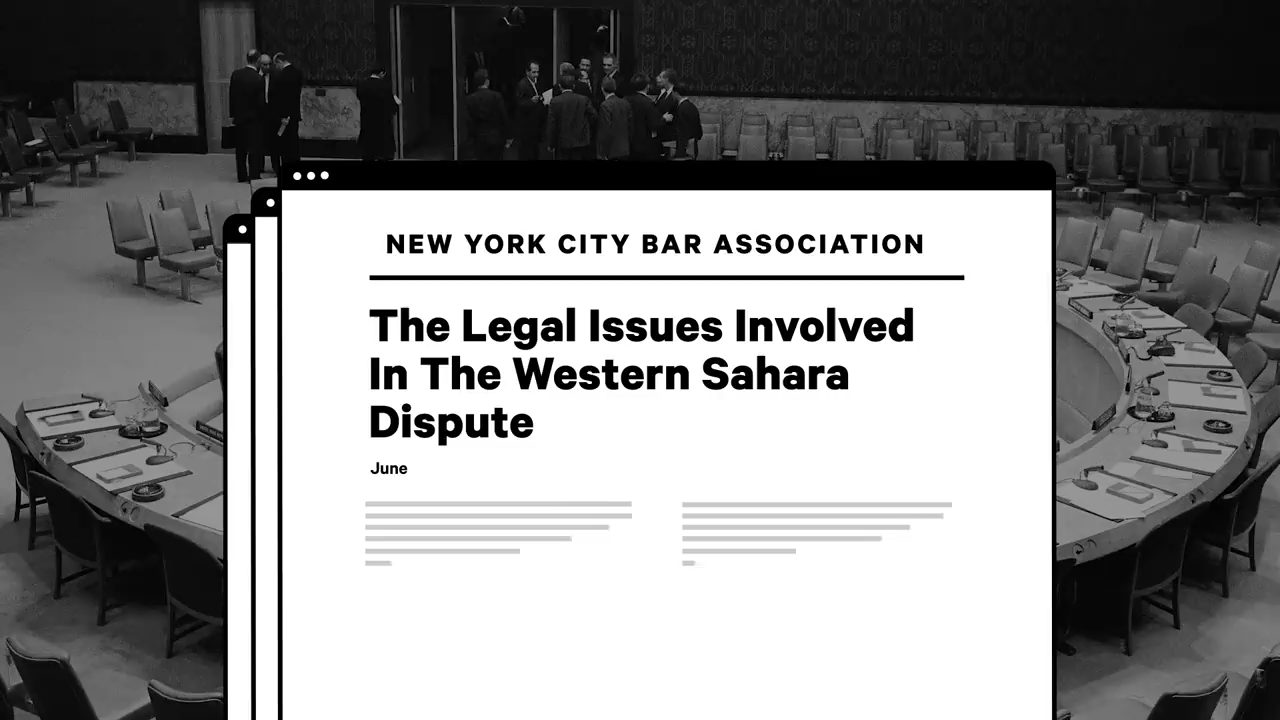 NEW YORK CITY BAR ASSOCIATION
The Legal Issues Involved
In The Western Sahara
Dispute
June